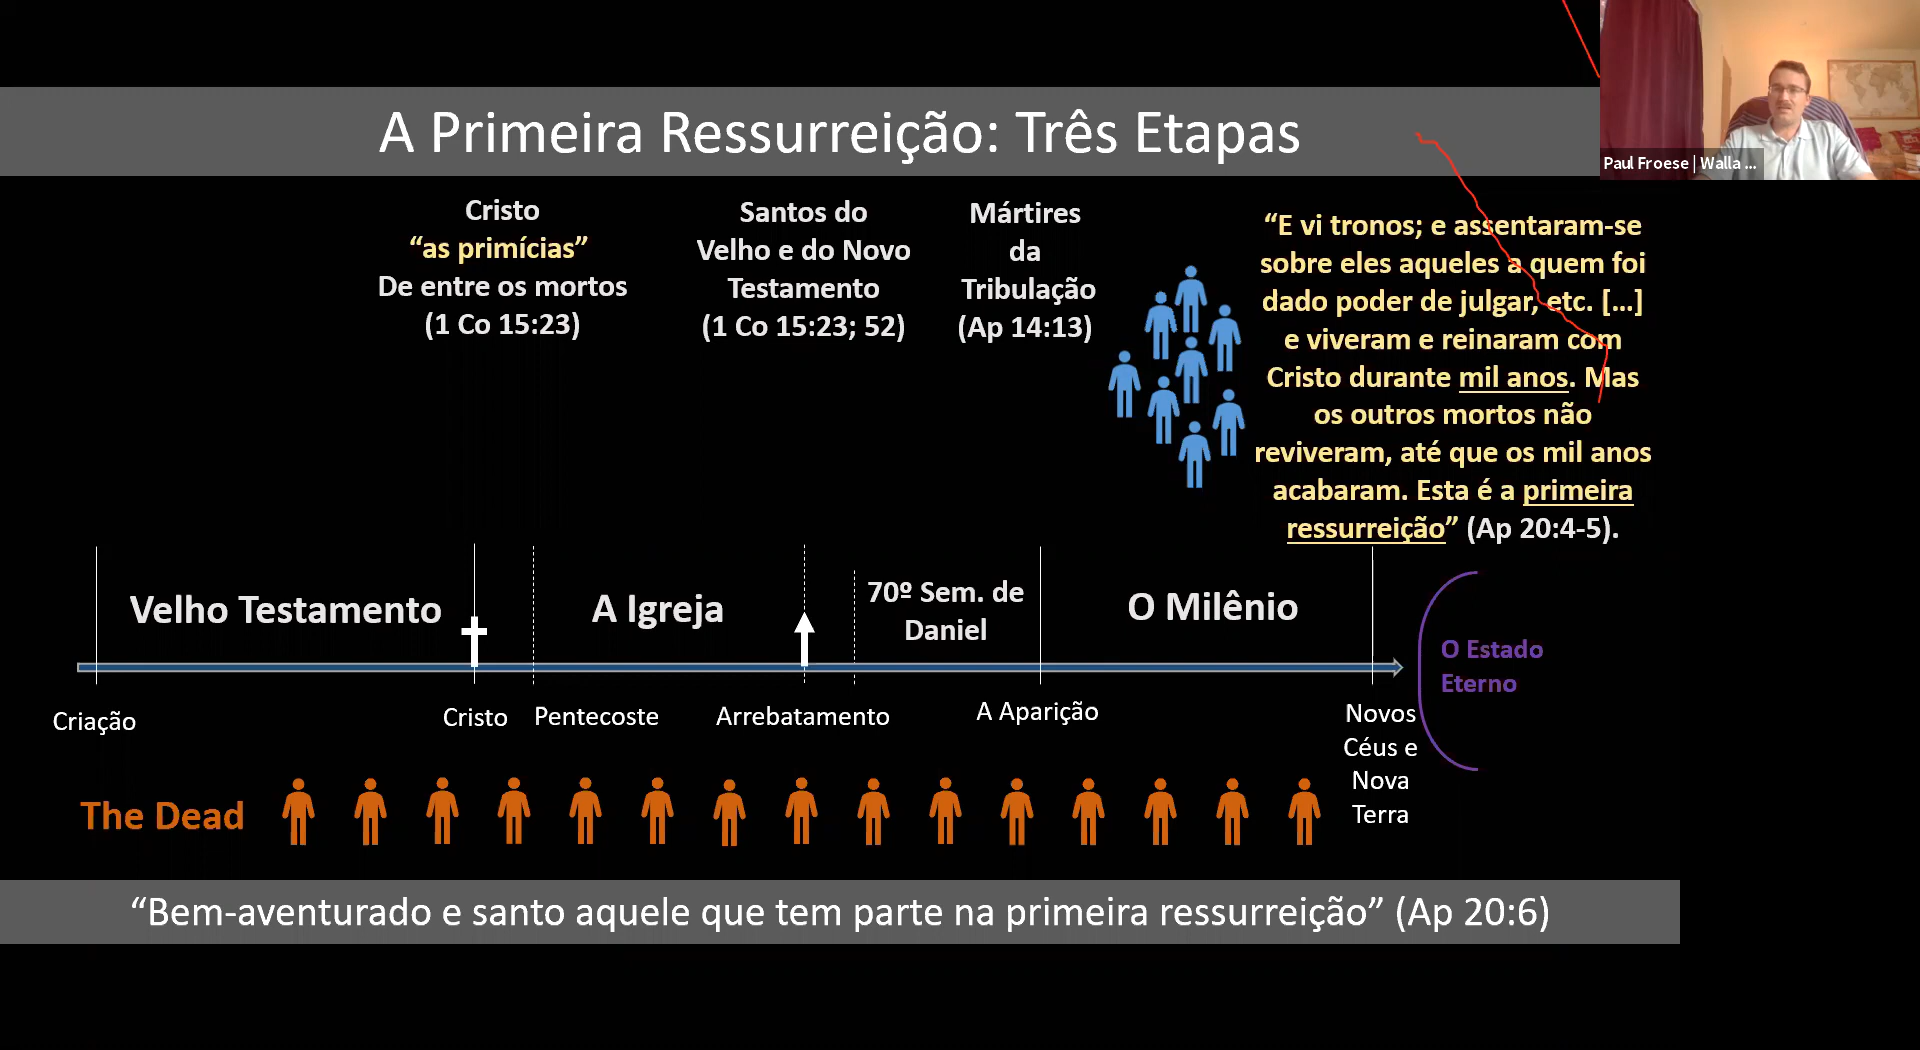 A Primeira Ressurreição: Três Etapas
Paul Froese | Walla ...
Cristo
“as primícias”
De entre os mortos
(1 Co 15:23)
Santos do
Velho e do Novo
Testamento
(1 Co 15:23; 52)
Mártires
da
Tribulação
(Ap 14:13)
“E vi tronos; e assentaram-se
sobre eles aqueles a quem foi
dado poder de julgar, etc. [...]
e viveram e reinaram com
Cristo durante mil anos. Mas
os outros mortos não
reviveram, até que os mil anos
acabaram. Esta é a primeira
ressurreição” (Ap 20:4-5).
Velho Testamento
A Igreja
70º Sem. de
Daniel
O Milênio
O Estado
Eterno
Criação
Cristo
Pentecoste
Arrebatamento
A Aparição
Novos
Céus e
Nova
Terra
The Dead
“Bem-aventurado e santo aquele que tem parte na primeira ressurreição” (Ap 20:6)